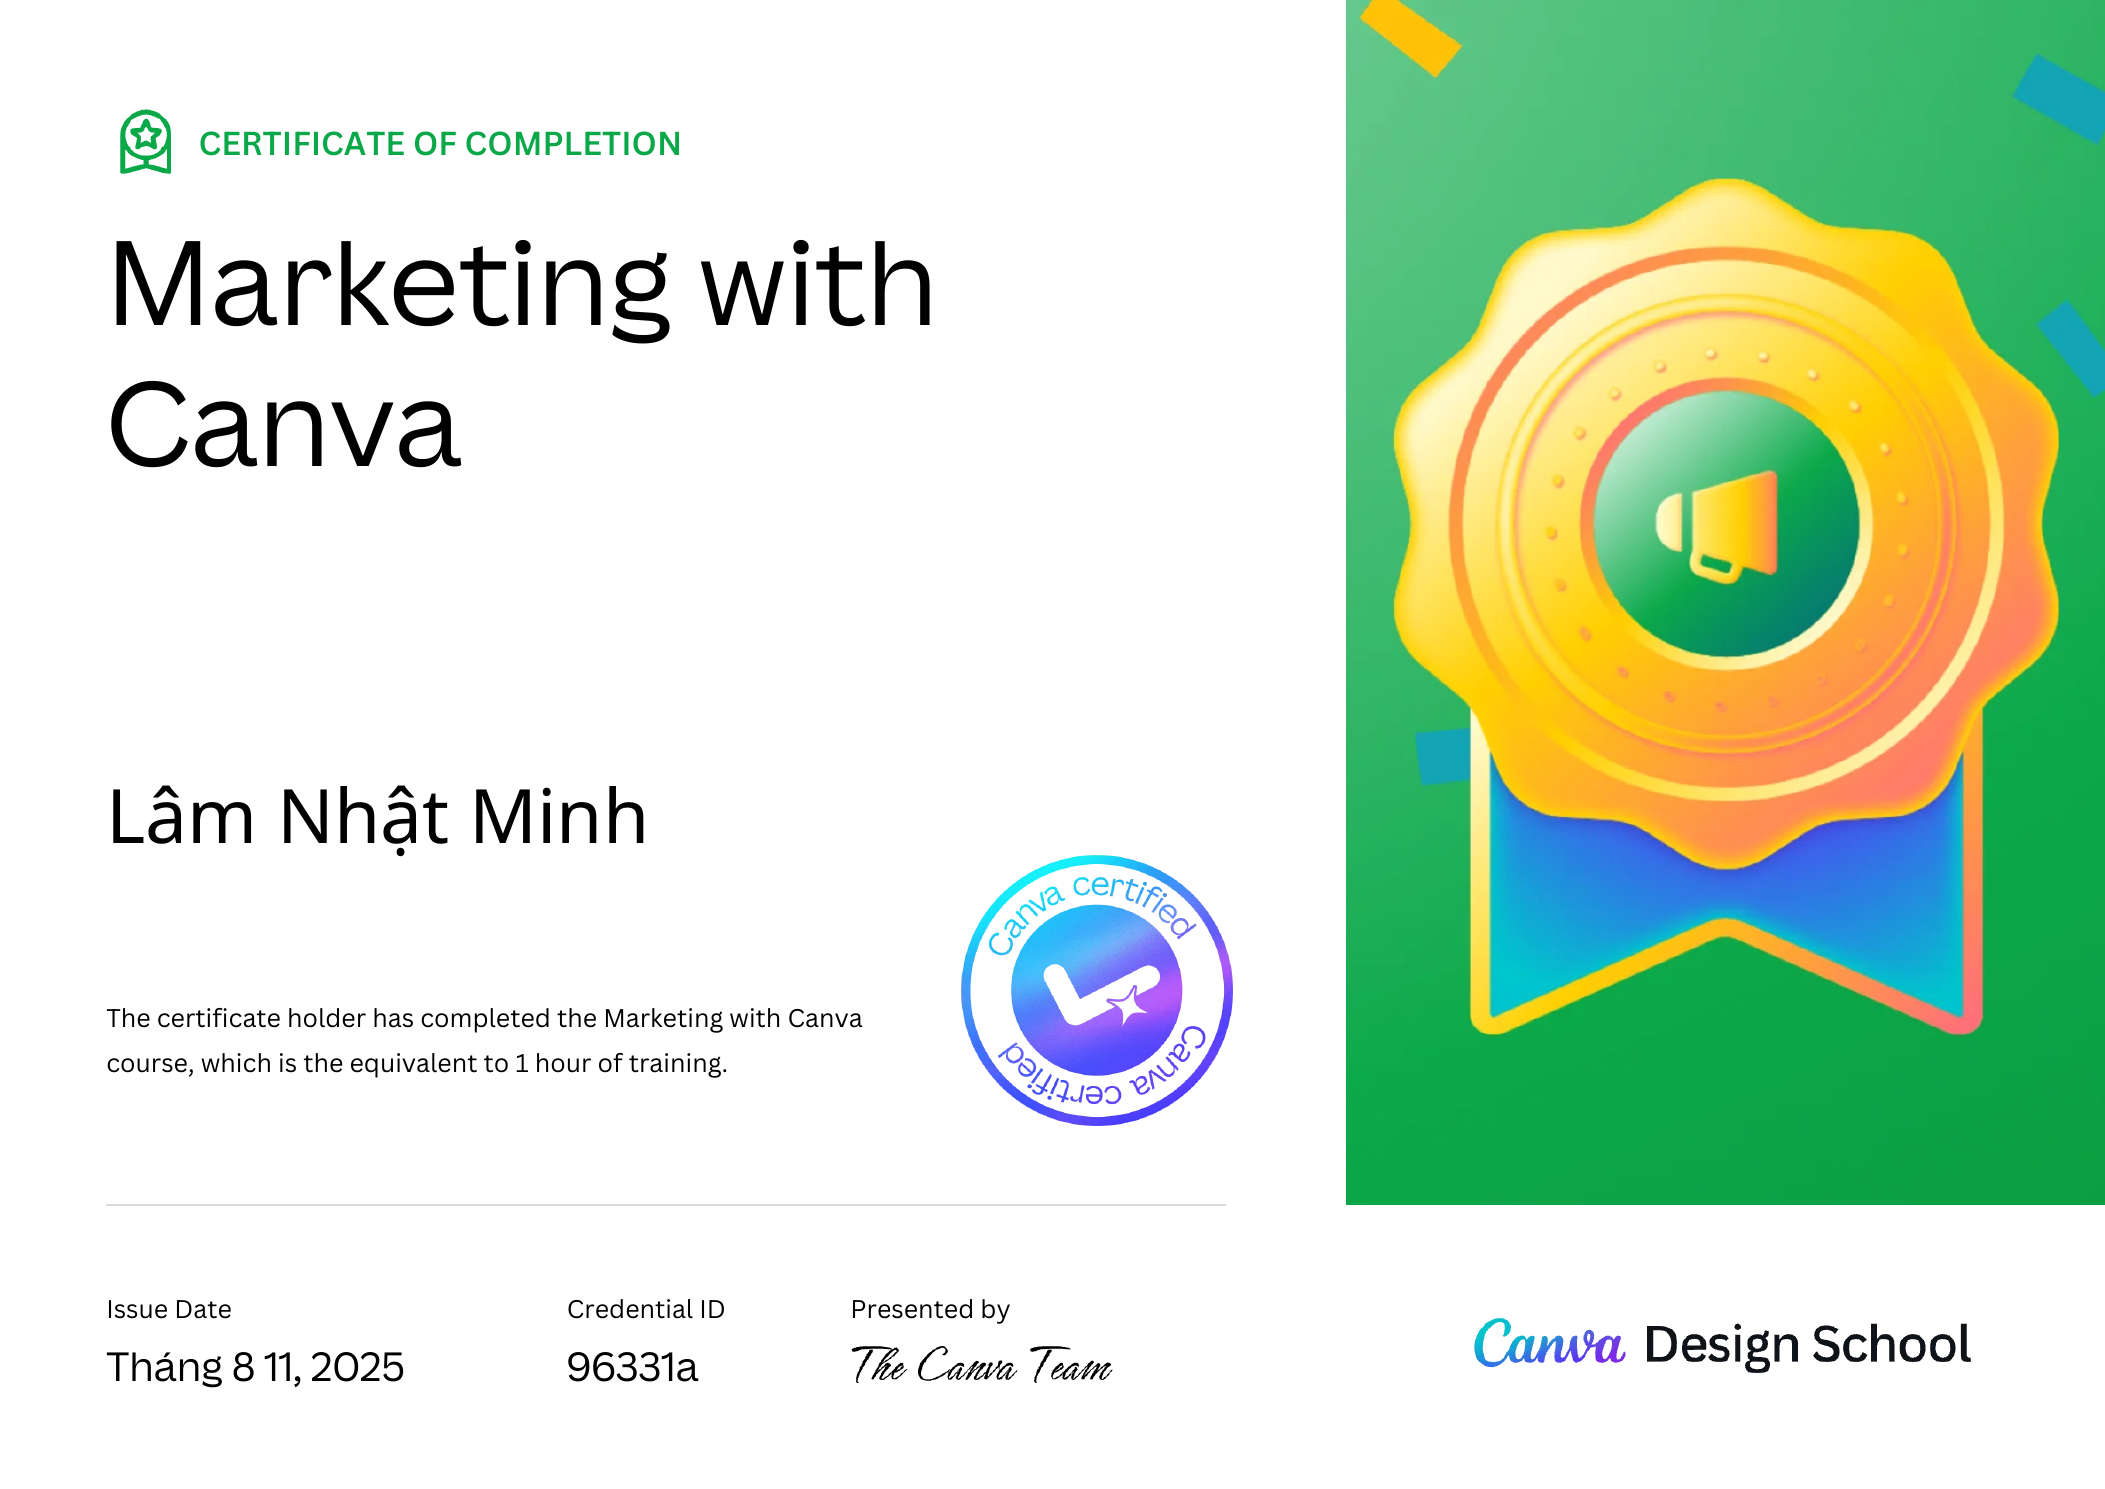 CERTIFICATE OF COMPLETION
Marketing with
Canva
Lâm Nhật Minh
Canva certified
Canva certified
The certificate holder has completed the Marketing with Canva
course, which is the equivalent to 1 hour of training.
Issue Date
Tháng 8 11, 2025
Credential ID
96331a
Presented by
The Canva Team
Canva Design School